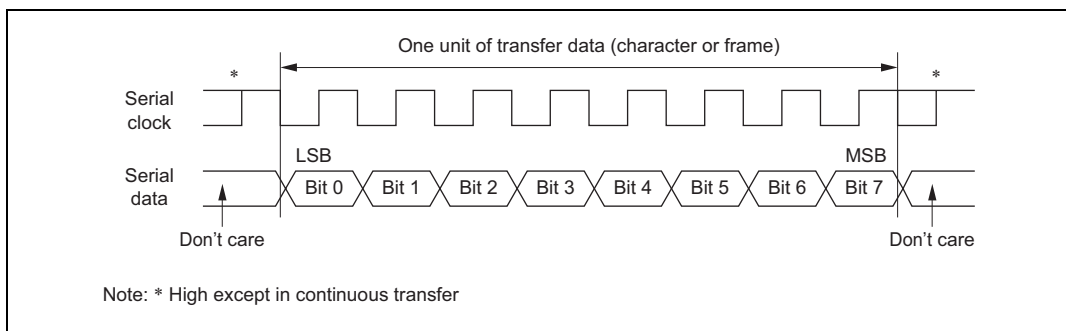 One unit of transfer data (character or frame)
* *
Serial
clock
LSB MSB
Serial
data
Bit 0 Bit 1 Bit 2 Bit 3 Bit 4 Bit 5 Bit 6 Bit 7
Don't care Don't care
Note: * High except in continuous transfer